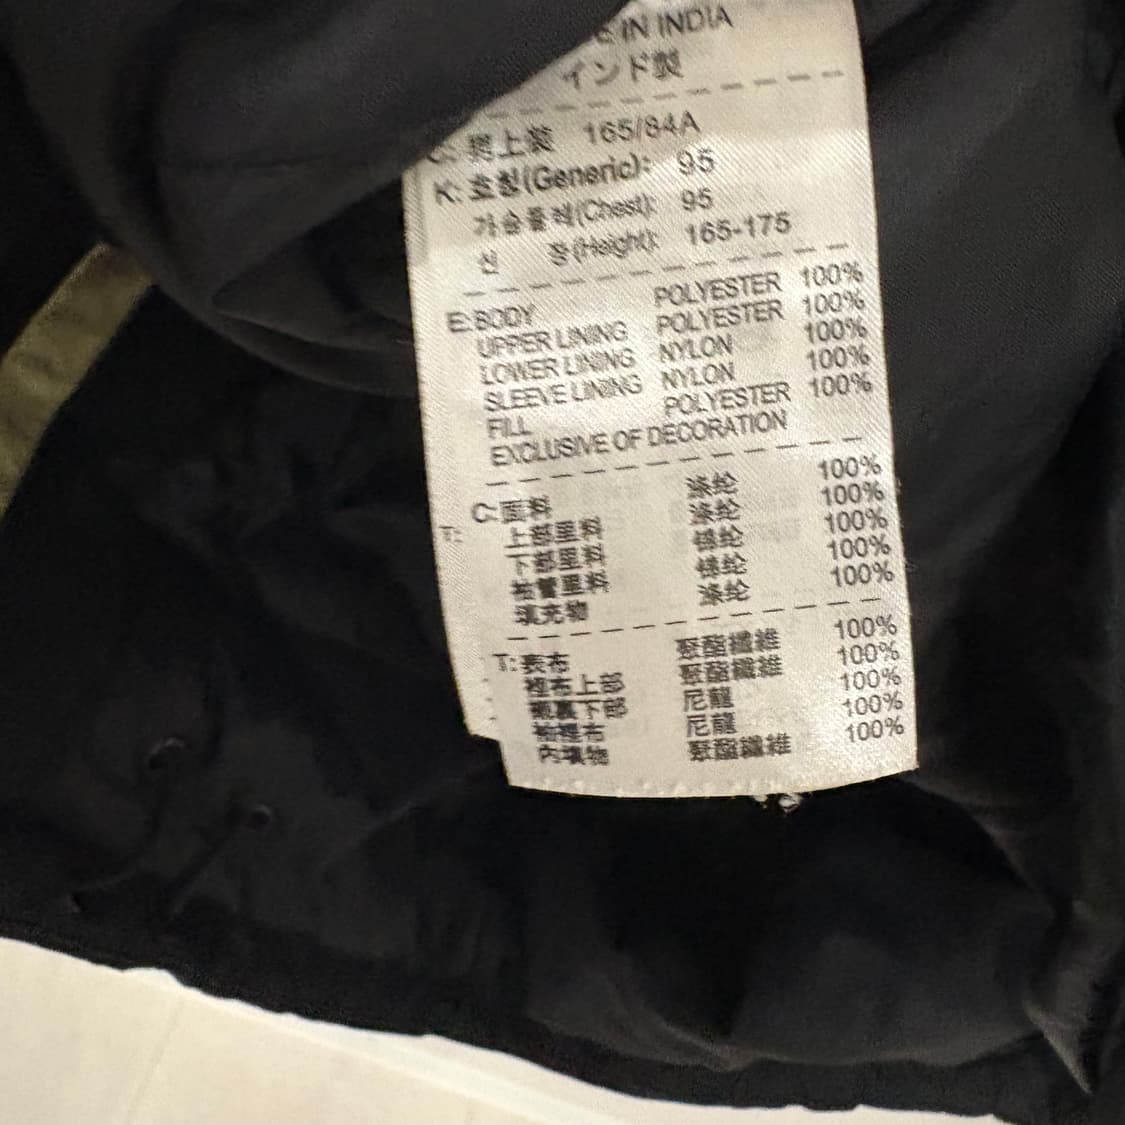 E IN INDIA
インド製
C: 男上装 165/84A
K: 호칭(Generic): 95
가슴둘레(Chest): 95
신 장(Height): 165-175
E:BODY POLYESTER 100%
UPPER LINING POLYESTER 100%
LOWER LINING NYLON 100%
SLEEVE LINING NYLON 100%
FILL POLYESTER 100%
EXCLUSIVE OF DECORATION
C:面料 涤纶 100%
T:
上部里料 涤纶 100%
下部里料 锦纶 100%
袖管里料 锦纶 100%
填充物 涤纶 100%
T:表布 聚酯纖維 100%
裡布上部 聚酯纖維 100%
下部 尼龍 100%
袖裡布 尼龍 100%
內填物 聚酯纖維 100%